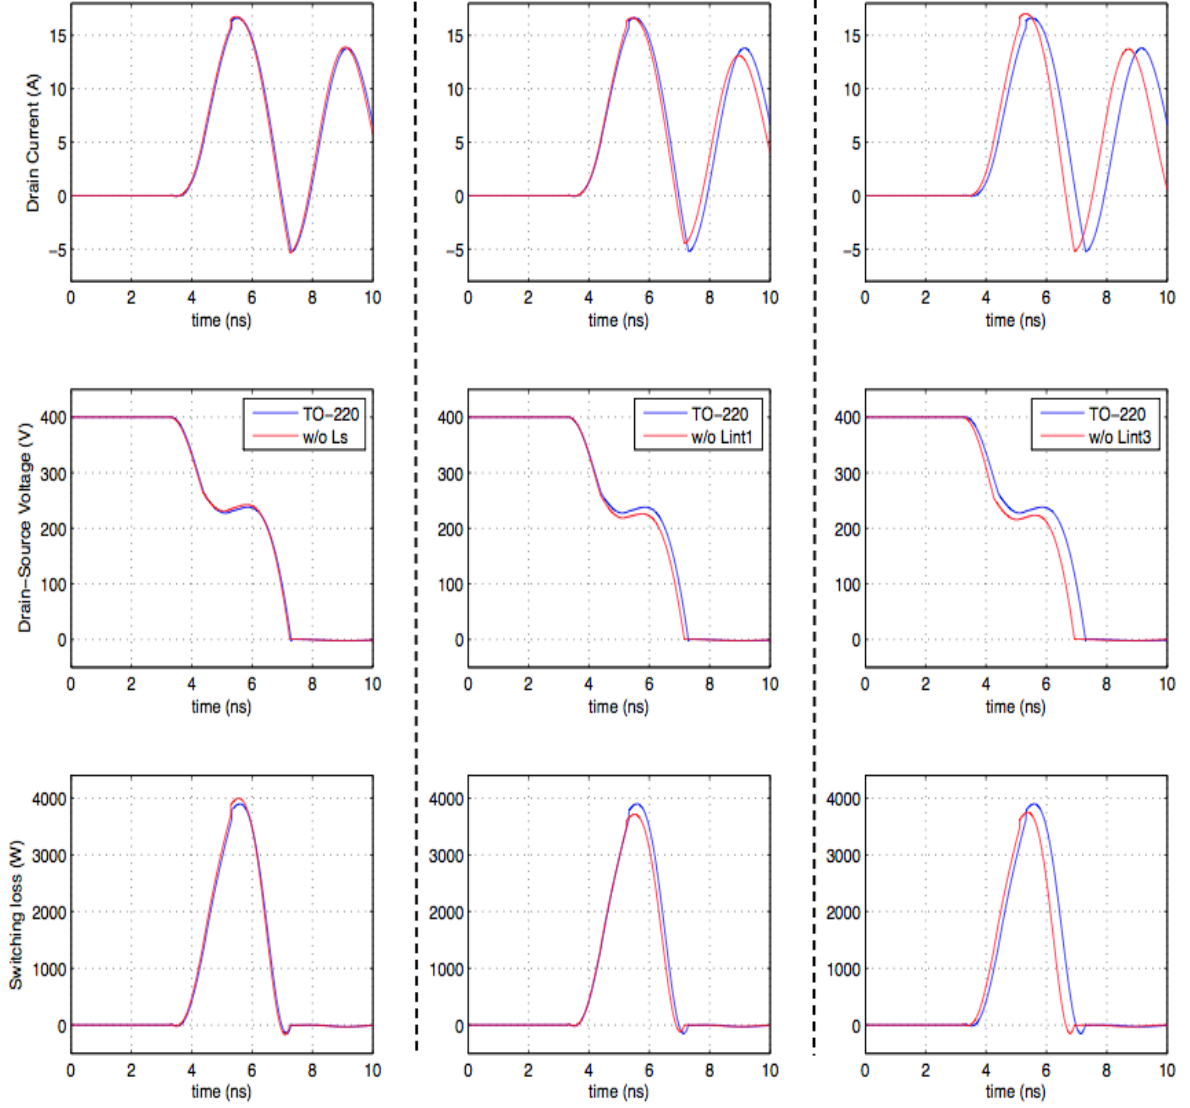 Drain Current (A)
15
10
5
0
−5
0 2 4 6 8 10
time (ns)
15
10
5
0
−5
0 2 4 6 8 10
time (ns)
15
10
5
0
−5
0 2 4 6 8 10
time (ns)
Drain−Source Voltage (V)
400
300
200
100
0
TO−220
w/o Ls
0 2 4 6 8 10
time (ns)
400
300
200
100
0
TO−220
w/o Lint1
0 2 4 6 8 10
time (ns)
400
300
200
100
0
TO−220
w/o Lint3
0 2 4 6 8 10
time (ns)
Switching loss (W)
4000
3000
2000
1000
0
0 2 4 6 8 10
time (ns)
4000
3000
2000
1000
0
0 2 4 6 8 10
time (ns)
4000
3000
2000
1000
0
0 2 4 6 8 10
time (ns)